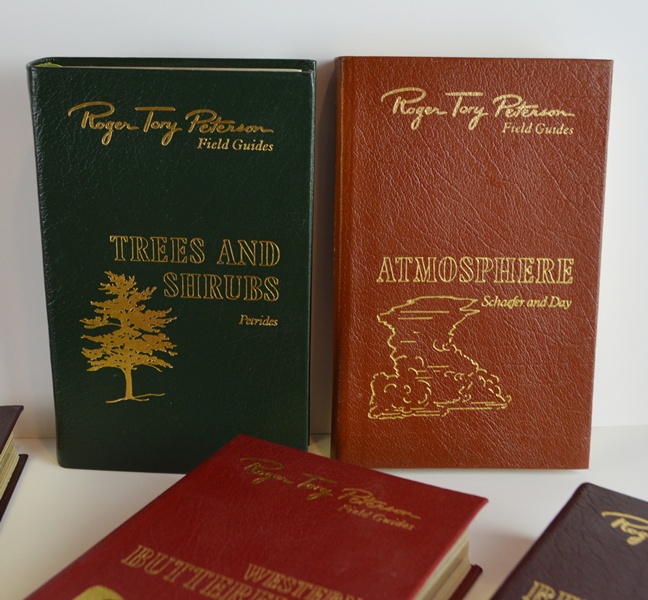 Roger Tory Peterson
Field Guides
TREES AND
SHRUBS
Petrides
Roger Tory Peterson
Field Guides
ATMOSPHERE
Schaefer and Day
Roger Tory Peterson
Field Guides
WESTERN